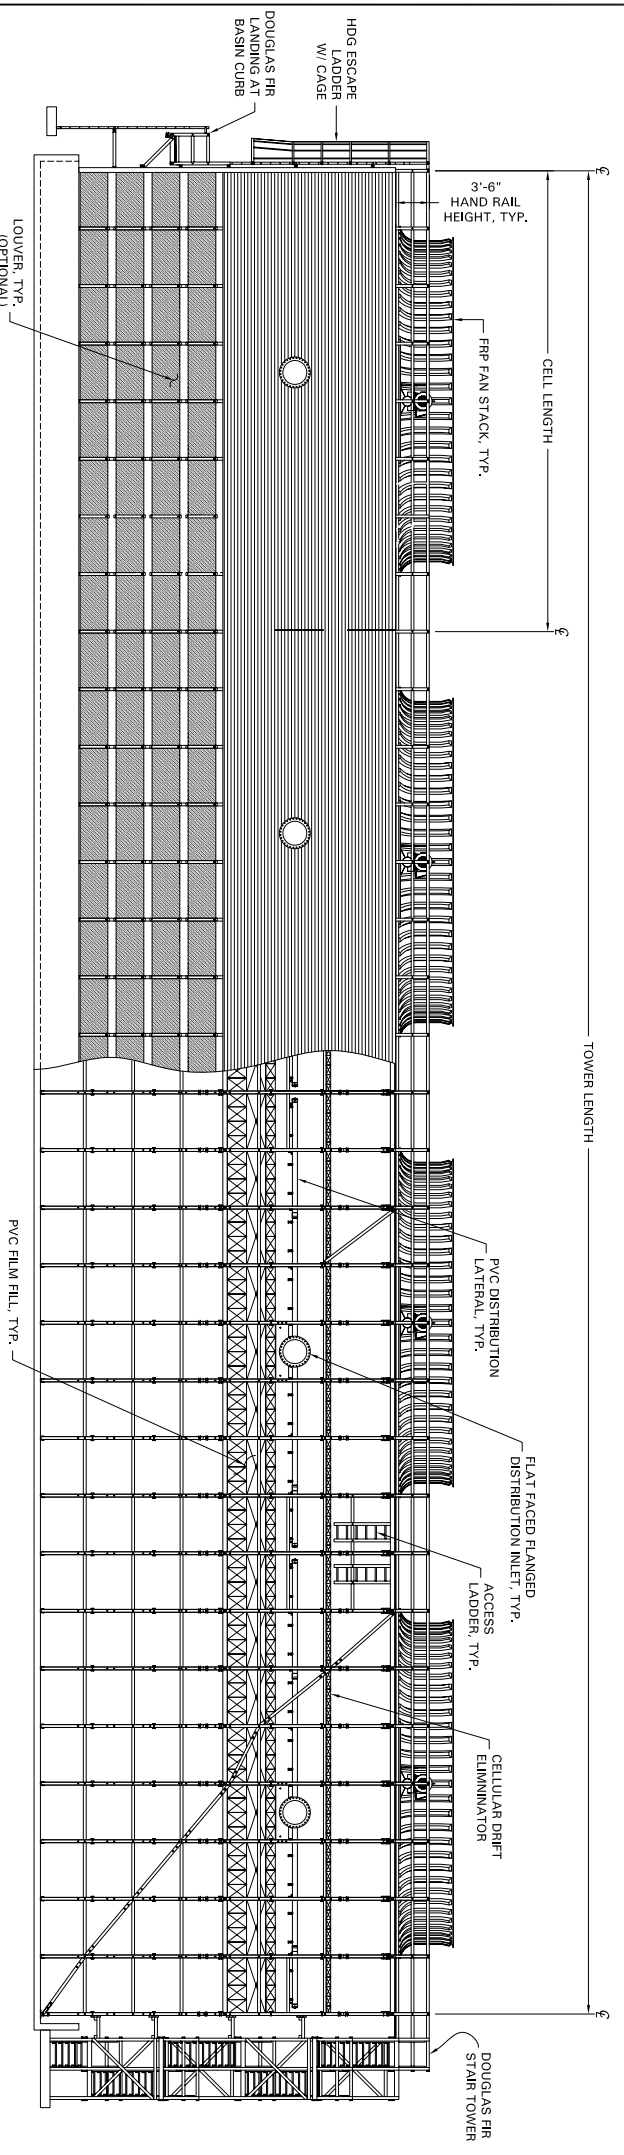 HDG ESCAPE
LADDER
W/ CAGE
DOUGLAS FIR
LANDING AT
BASIN CURB
3'-6"
HAND RAIL
HEIGHT, TYP.
LOUVER, TYP.
(OPTIONAL)
FRP FAN STACK, TYP.
CELL LENGTH
TOWER LENGTH
PVC DISTRIBUTION
LATERAL, TYP.
PVC FILM FILL, TYP.
FLAT FACED FLANGED
DISTRIBUTION INLET, TYP.
ACCESS
LADDER, TYP.
CELLULAR DRIFT
ELIMNINATOR
DOUGLAS FIR
STAIR TOWER